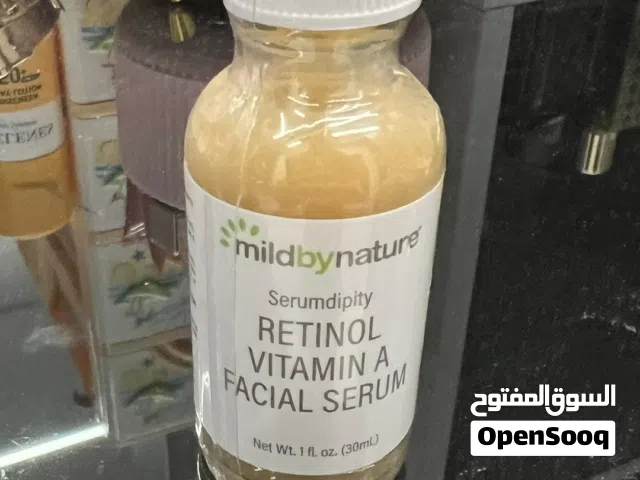 mildbynature
Serumdipity
RETINOL
VITAMIN A
FACIAL SERUM
Net Wt. 1 fl. oz. (30mL)
السوق المفتوح
OpenSooq